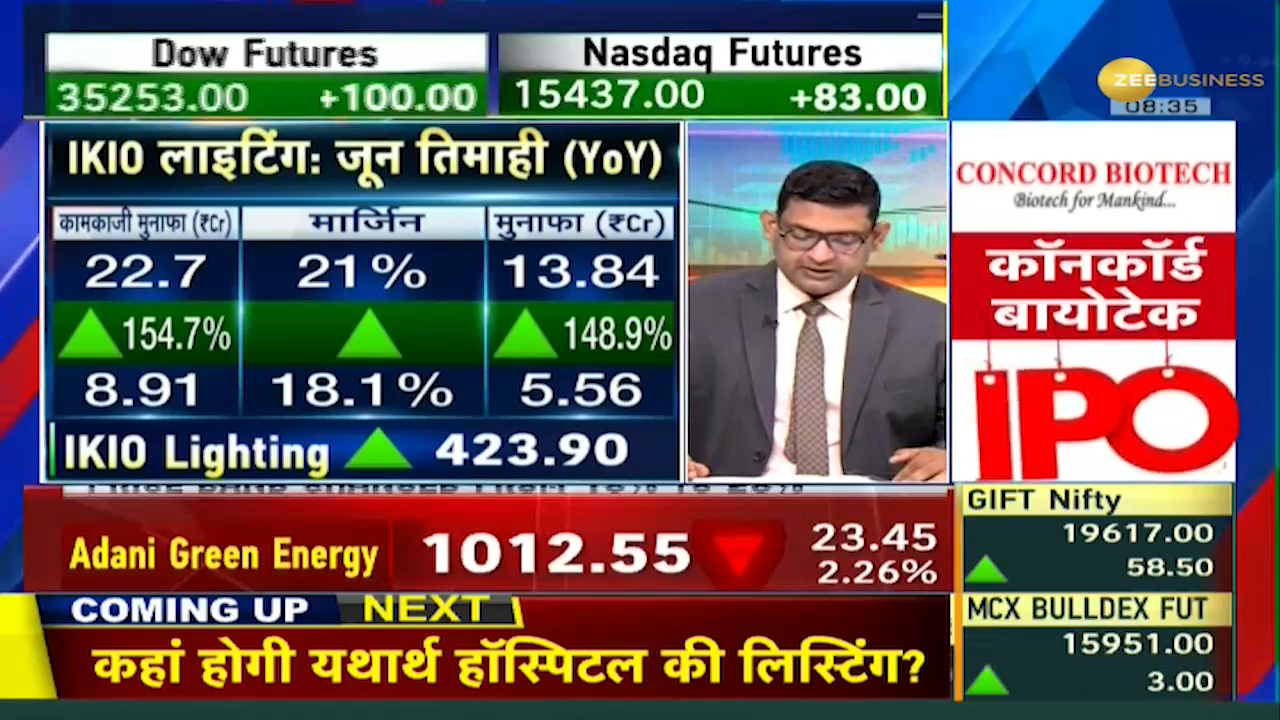 Dow Futures
35253.00 +100.00
Nasdaq Futures
15437.00 +83.00
ZEEBUSINESS
08:35
IKIO लाइटिंग: जून तिमाही (YoY)
कामकाजी मुनाफा (₹Cr) मार्जिन मुनाफा (₹Cr)
22.7 21% 13.84
154.7% 148.9%
8.91 18.1% 5.56
IKIO Lighting 423.90
CONCORD BIOTECH
Biotech for Mankind...
कॉनकॉर्ड
बायोटेक
IPO
Adani Green Energy 1012.55 23.45
2.26%
GIFT Nifty
19617.00
58.50
MCX BULLDEX FUT
15951.00
3.00
COMING UP NEXT
कहां होगी यथार्थ हॉस्पिटल की लिस्टिंग?